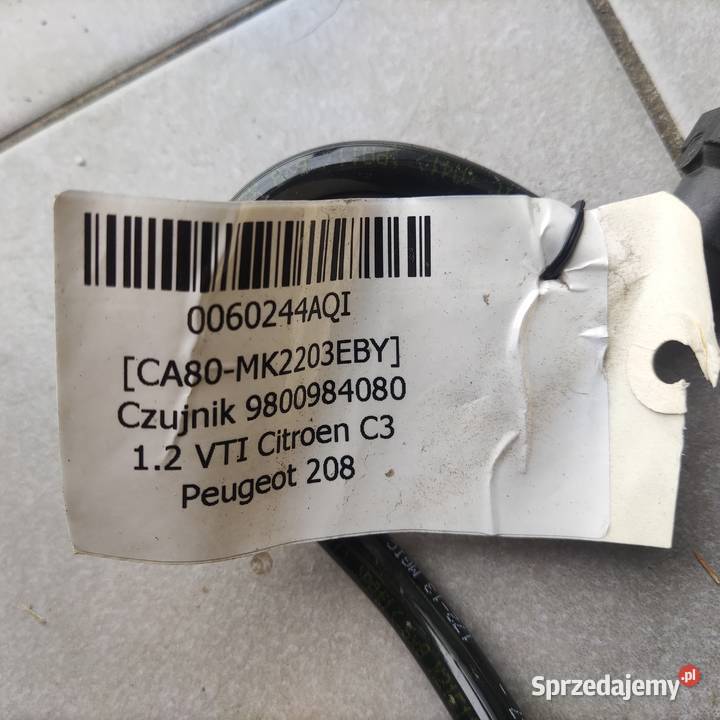 0060244AQI
[CA80-MK2203EBY]
Czujnik 9800984080
1.2 VTI Citroen C3
Peugeot 208
Sprzedajemy.pl